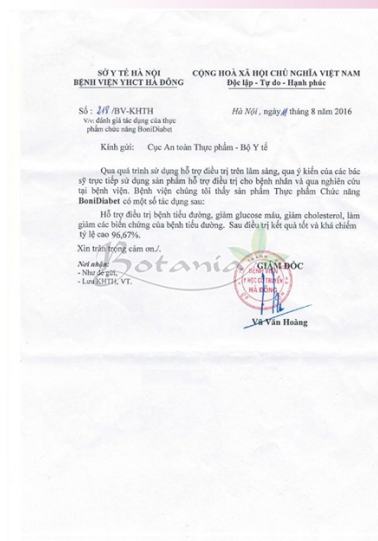 SỞ Y TẾ HÀ NỘI
BỆNH VIỆN YHCT HÀ ĐÔNG
CỘNG HOÀ XÃ HỘI CHỦ NGHĨA VIỆT NAM
Độc lập - Tự do - Hạnh phúc
Số: /BV-KHTH
V/v: đánh giá tác dụng của thực
phẩm chức năng BoniDiabet
Hà Nội, ngày tháng 8 năm 2016
Kính gửi: Cục An toàn Thực phẩm - Bộ Y tế
Qua quá trình sử dụng hỗ trợ điều trị trên lâm sàng, qua ý kiến của các bác
sỹ trực tiếp sử dụng sản phẩm hỗ trợ điều trị cho bệnh nhân và qua nghiên cứu
tại bệnh viện. Bệnh viện chúng tôi thấy sản phẩm Thực phẩm Chức năng
BoniDiabet có một số tác dụng sau:
Hỗ trợ điều trị bệnh tiểu đường, giảm glucose máu, giảm cholesterol, làm
giảm các biến chứng của bệnh tiểu đường. Sau điều trị kết quả tốt và khá chiếm
tỷ lệ cao 96,67%.
Xin trân trọng cảm ơn./.
Botania
Nơi nhận:
- Như đề gửi,
- Lưu KHTH, VT.
GIÁM ĐỐC
BỆNH VIỆN
Y HỌC CỔ TRUYỀN
HÀ ĐÔNG
Vũ Văn Hoàng